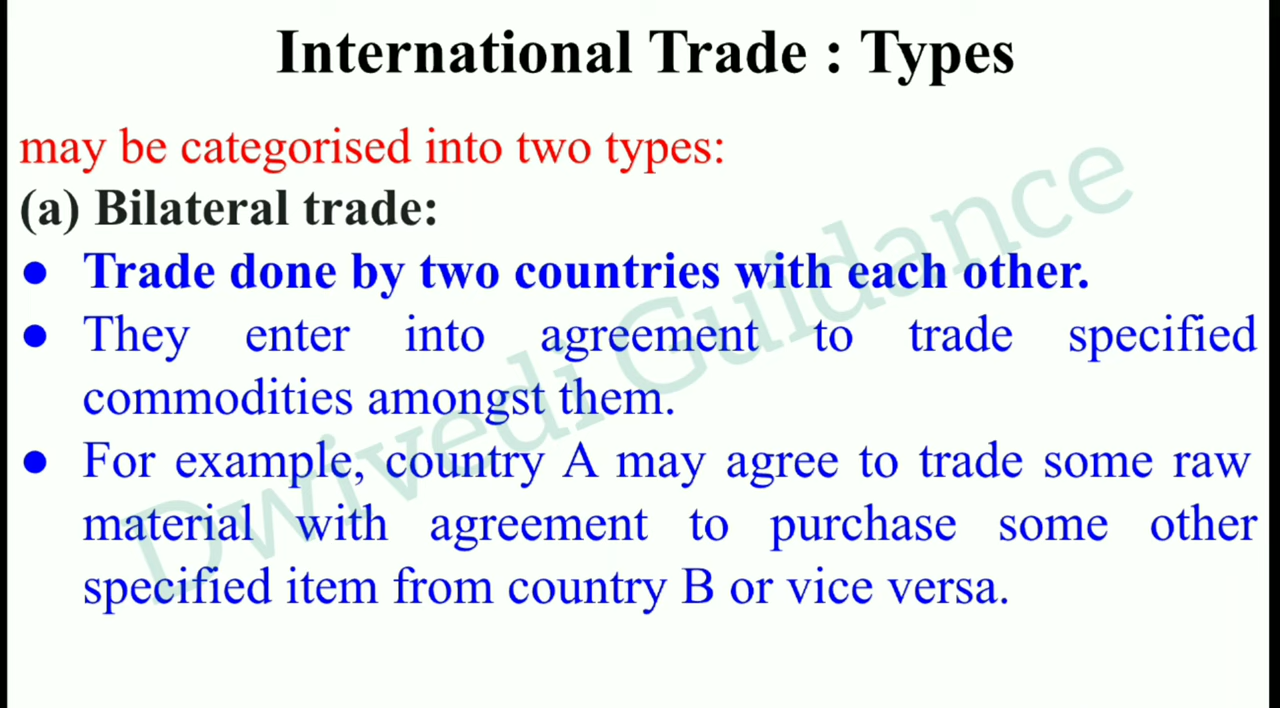 International Trade : Types
may be categorised into two types:
(a) Bilateral trade:
● Trade done by two countries with each other.
● They enter into agreement to trade specified
commodities amongst them.
● For example, country A may agree to trade some raw
material with agreement to purchase some other
specified item from country B or vice versa.
Dwivedi Guidance